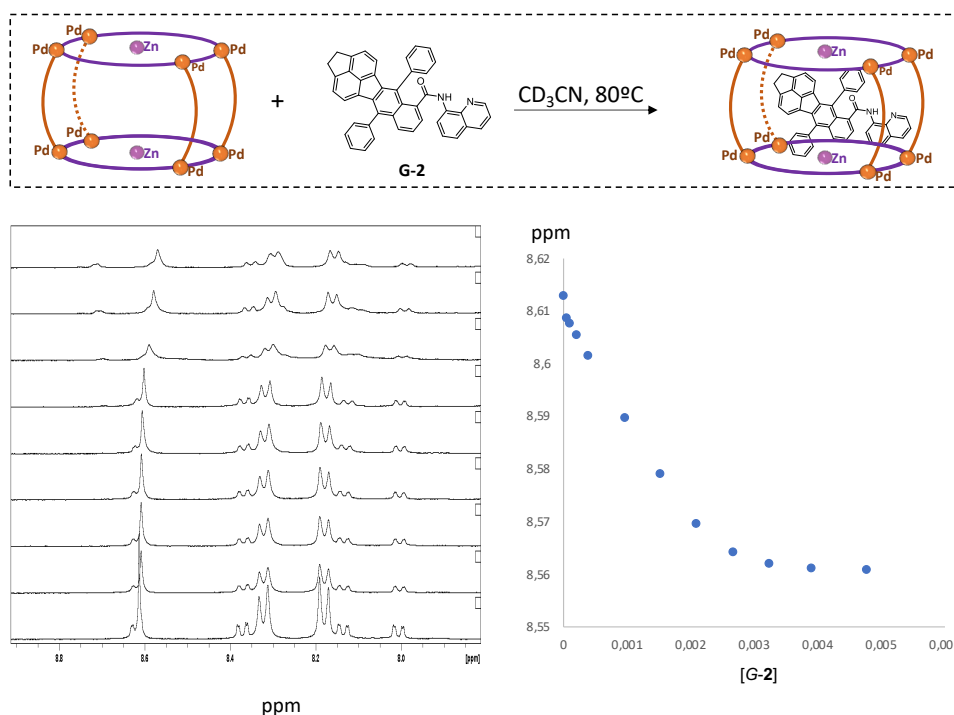 Pd Pd Zn Pd Pd
Pd Pd Zn Pd Pd
+
O
NH N
G-2
CD3CN, 80ºC
Pd Pd Zn Pd Pd
O
NH N
Pd Pd Zn Pd Pd
8.8 8.6 8.4 8.2 8.0 [ppm]
ppm
ppm
8,62
8,61
8,6
8,59
8,58
8,57
8,56
8,55
0 0,001 0,002 0,003 0,004 0,005 0,00
[G-2]